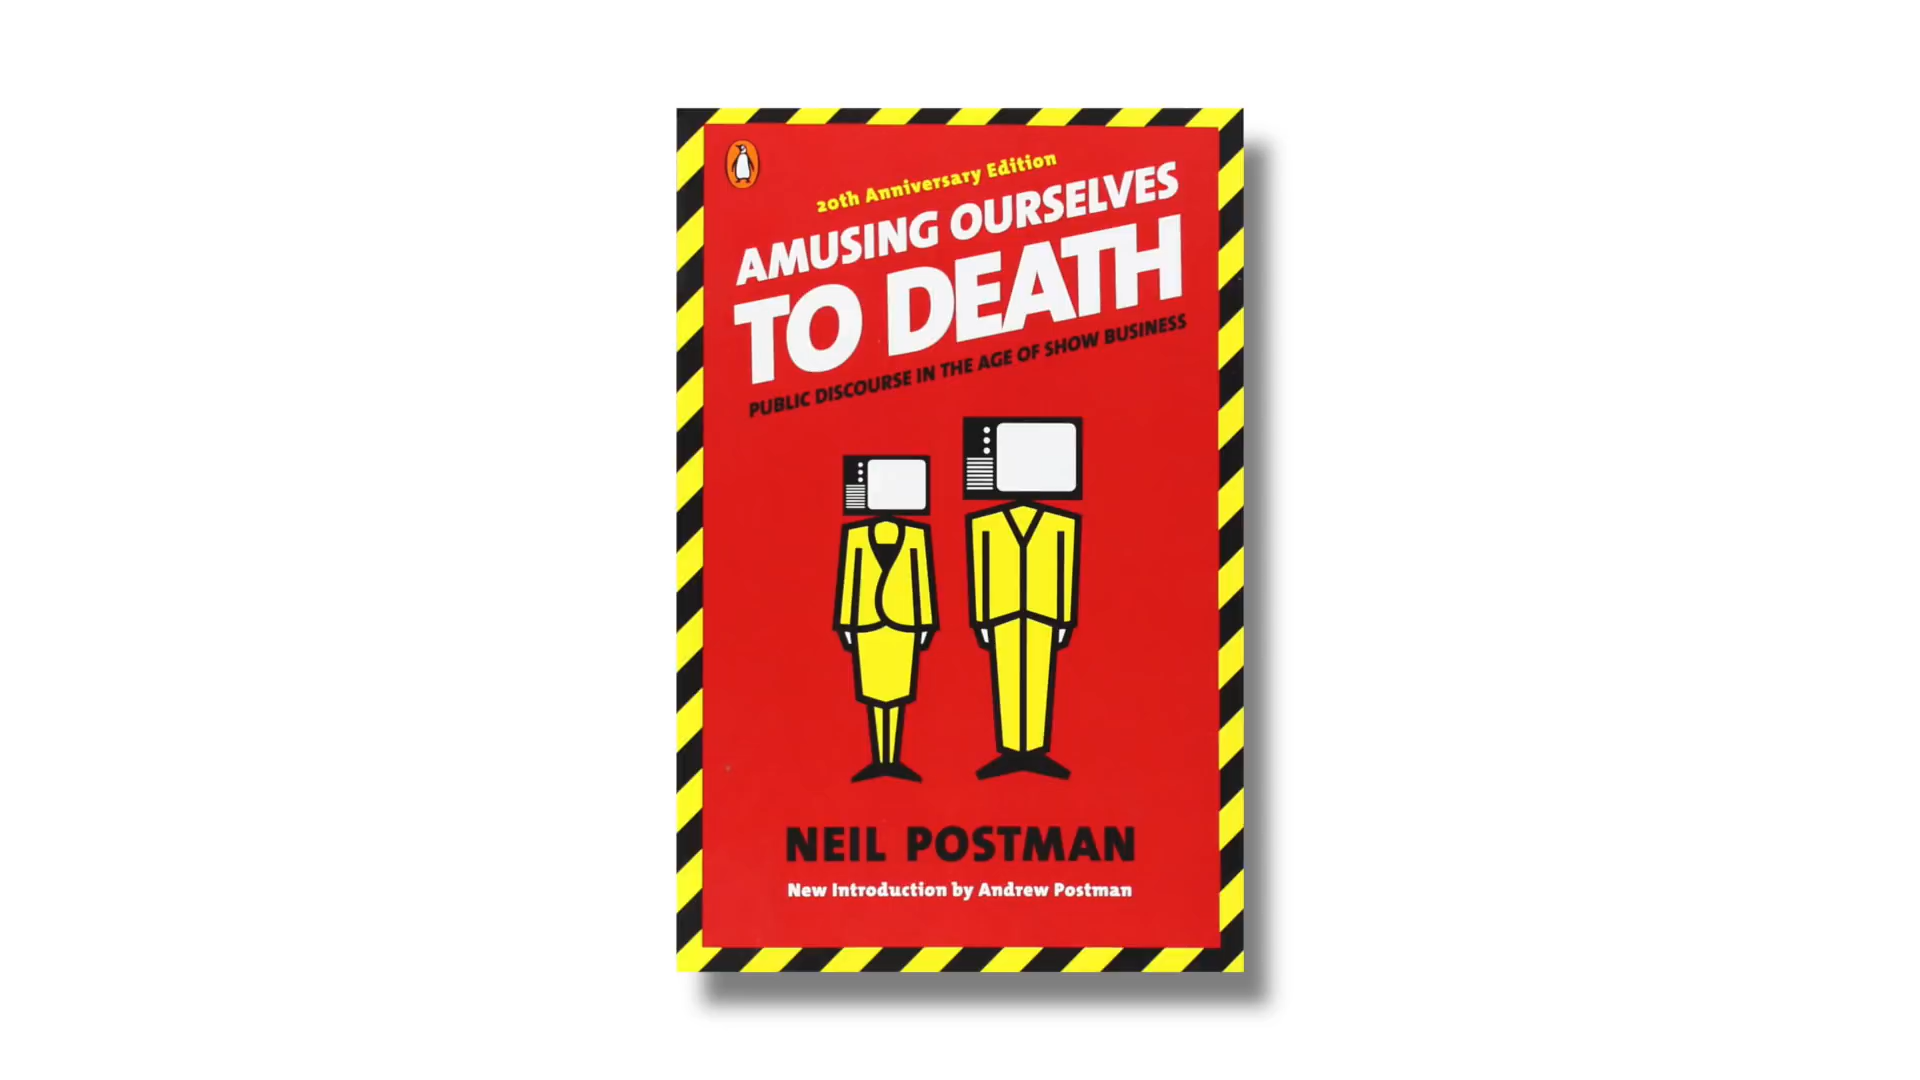 20th Anniversary Edition
AMUSING OURSELVES
TO DEATH
PUBLIC DISCOURSE IN THE AGE OF SHOW BUSINESS
NEIL POSTMAN
New Introduction by Andrew Postman